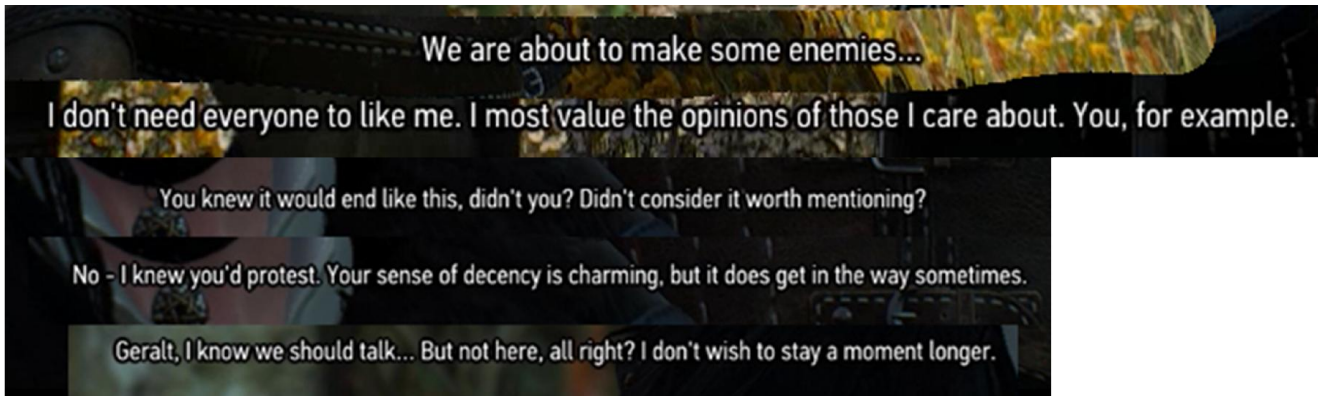 We are about to make some enemies...
I don't need everyone to like me. I most value the opinions of those I care about. You, for example.
You knew it would end like this, didn't you? Didn't consider it worth mentioning?
No - I knew you'd protest. Your sense of decency is charming, but it does get in the way sometimes.
Geralt, I know we should talk... But not here, all right? I don't wish to stay a moment longer.